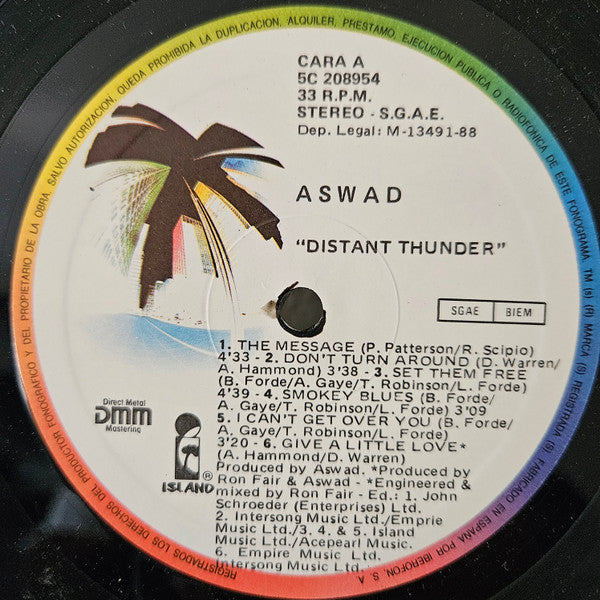 REGISTRADOS LOS DERECHOS DEL PRODUCTOR FONOGRAFICO Y DEL PROPIETARIO DE LA OBRA. SALVO AUTORIZACION, QUEDA PROHIBIDA LA DUPLICACION, ALQUILER, PRESTAMO, EJECUCION PUBLICA O RADIOFONICA DE ESTE FONOGRAMA. TM (s) (R) MARCA (S) REGISTRADA (S) FABRICADO EN ESPAÑA POR IBEROFON, S. A.
CARA A
5C 208954
33 R.P.M.
STEREO - S.G.A.E.
Dep. Legal: M-13491-88
ASWAD
"DISTANT THUNDER"
SGAE BIEM
1. THE MESSAGE (P. Patterson/R. Scipio)
4'33 - 2. DON'T TURN AROUND (D. Warren/
A. Hammond) 3'38 - 3. SET THEM FREE
(B. Forde/A. Gaye/T. Robinson/L. Forde)
4'39 - 4. SMOKEY BLUES (B. Forde/
A. Gaye/T. Robinson/L. Forde) 3'09
5. I CAN'T GET OVER YOU (B. Forde/
A. Gaye/T. Robinson/L. Forde)
3'20 - 6. GIVE A LITTLE LOVE*
(A. Hammond/D. Warren)
Produced by Aswad. *Produced by
Ron Fair & Aswad - *Engineered &
mixed by Ron Fair - Ed.: 1. John
Schroeder (Enterprises) Ltd.
2. Intersong Music Ltd./Emprie
Music Ltd./3. 4. & 5. Island
Music Ltd./Acepearl Music.
6. Empire Music Ltd.
Intersong Music Ltd.
Direct Metal
DMM
Mastering
ISLAND®